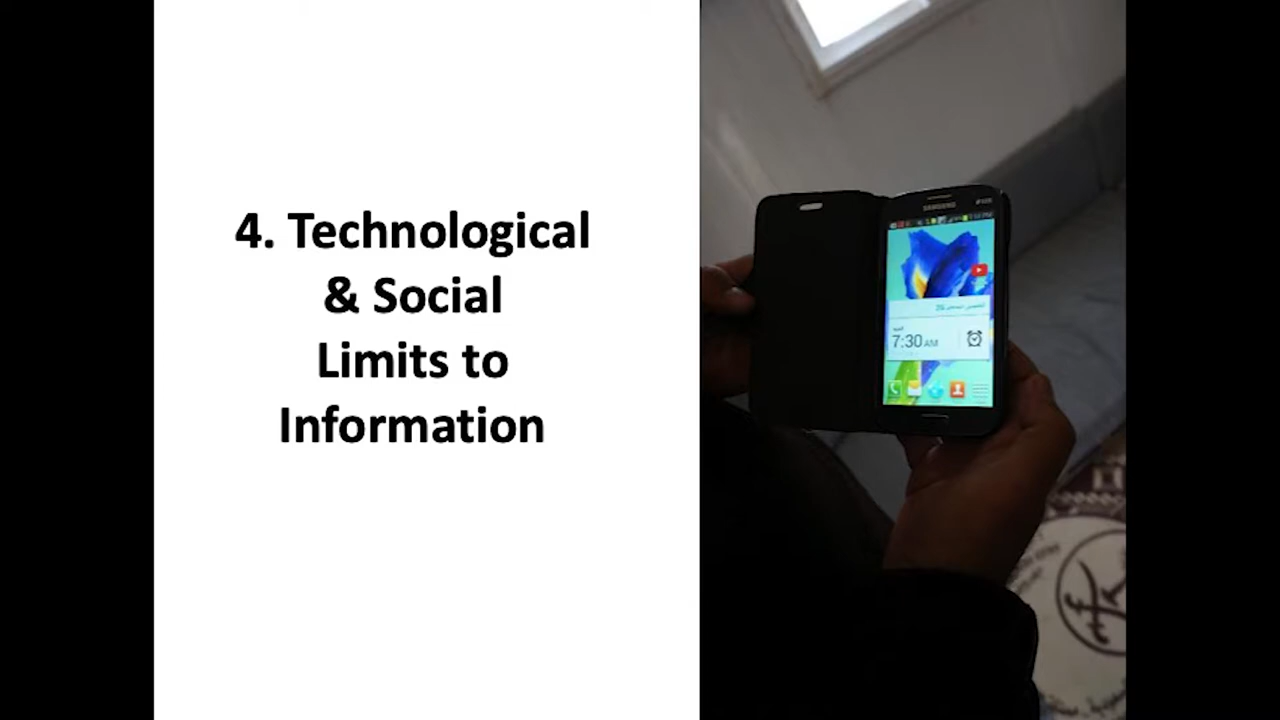 4. Technological
& Social
Limits to
Information
SAMSUNG
7:30 AM